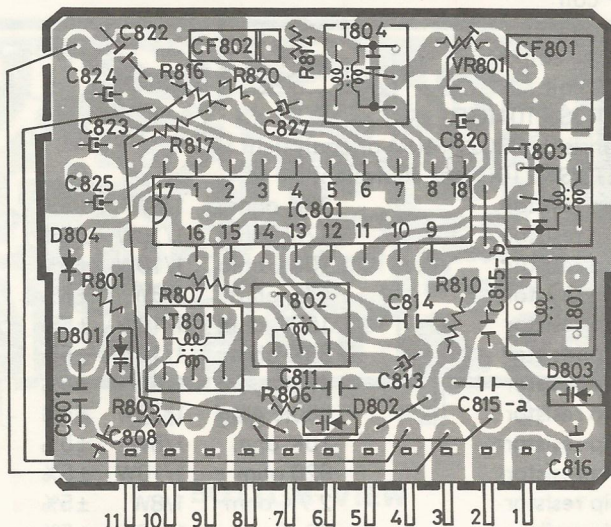 C822
CF802
R814
T804
VR801
CF801
C824
R816
R820
C827
C820
C823
R817
T803
C825
17 1 2 3 4 5 6 7 8 18
IC801
16 15 14 13 12 11 10 9
D804
R801
R807
T802
C814
R810
C815-b
L801
T801
D801
C811
C813
D803
R806
D802
C815-a
C801
R805
C808
C816
11 10 9 8 7 6 5 4 3 2 1